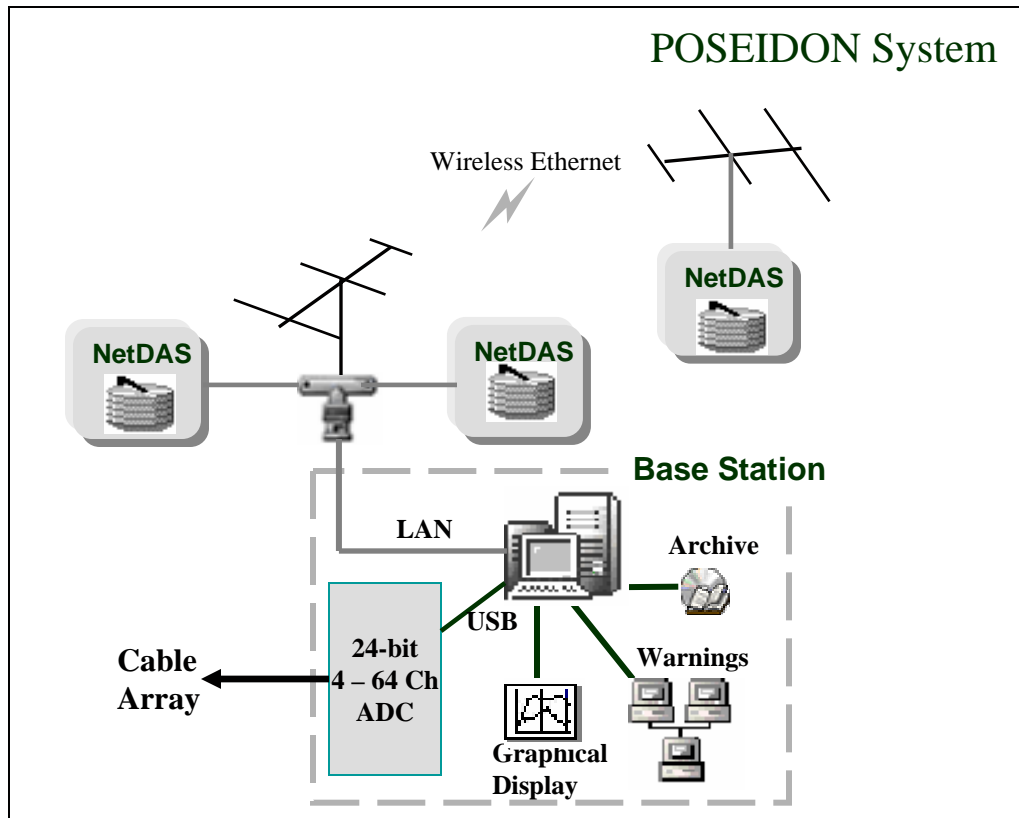 POSEIDON System
Wireless Ethernet
NetDAS
NetDAS
NetDAS
Base Station
LAN
Archive
USB
24-bit
4 – 64 Ch
ADC
Cable
Array
Warnings
Graphical
Display